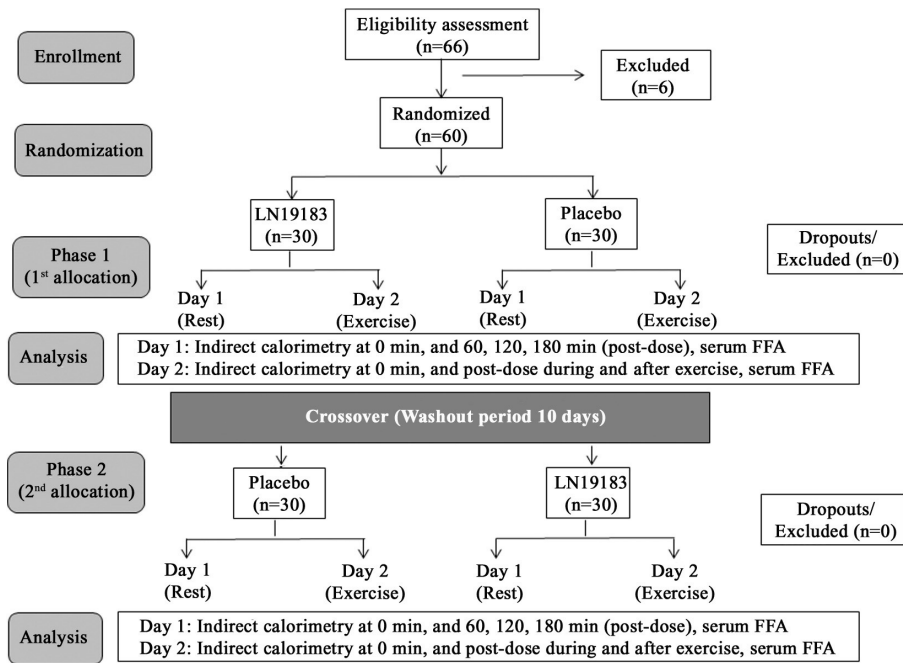 Eligibility assessment
(n=66)
Enrollment
Excluded
(n=6)
Randomized
(n=60)
Randomization
LN19183
(n=30)
Placebo
(n=30)
Dropouts/
Excluded (n=0)
Phase 1
(1st allocation)
Day 1
(Rest)
Day 2
(Exercise)
Day 1
(Rest)
Day 2
(Exercise)
Analysis
Day 1: Indirect calorimetry at 0 min, and 60, 120, 180 min (post-dose), serum FFA
Day 2: Indirect calorimetry at 0 min, and post-dose during and after exercise, serum FFA
Crossover (Washout period 10 days)
Phase 2
(2nd allocation)
Placebo
(n=30)
LN19183
(n=30)
Dropouts/
Excluded (n=0)
Day 1
(Rest)
Day 2
(Exercise)
Day 1
(Rest)
Day 2
(Exercise)
Analysis
Day 1: Indirect calorimetry at 0 min, and 60, 120, 180 min (post-dose), serum FFA
Day 2: Indirect calorimetry at 0 min, and post-dose during and after exercise, serum FFA